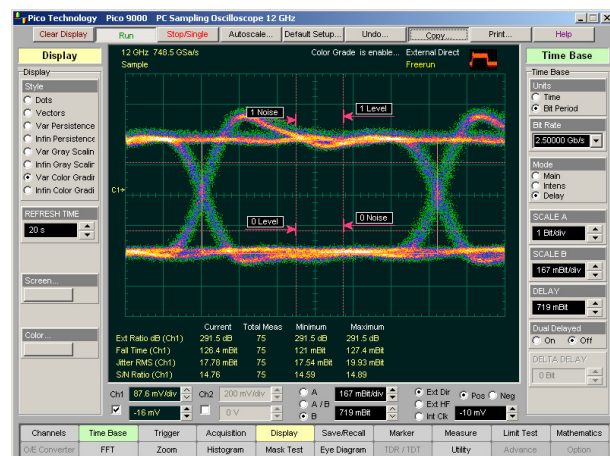 Pico Technology Pico 9000 PC Sampling Oscilloscope 12 GHz
Clear Display Run Stop/Single Autoscale... Default Setup... Undo... Copy... Print... Help
Display
Display
Style
Dots
Vectors
Var Persistence
Infin Persistence
Var Gray Scalin
Infin Gray Scalin
Var Color Gradi
Infin Color Gradi
REFRESH TIME
20 s
Screen...
Color...
12 GHz 748.5 GSa/s Color Grade is enable... External Direct
Sample Freerun
1 Noise 1 Level
C1+
0 Level 0 Noise
Current Total Meas Minimum Maximum
Ext Ratio dB (Ch1) 291.5 dB 75 291.5 dB 291.5 dB
Fall Time (Ch1) 126.4 mBit 75 121 mBit 127.4 mBit
Jitter RMS (Ch1) 17.78 mBit 75 17.54 mBit 19.93 mBit
S/N Ratio (Ch1) 14.76 75 14.59 14.89
Time Base
Time Base
Units
Time
Bit Period
Bit Rate
2.50000 Gb/s
Mode
Main
Intens
Delay
SCALE A
1 Bit/div
SCALE B
167 mBit/div
DELAY
719 mBit
Dual Delayed
On Off
DELTA DELAY
0 Bit
Ch1 87.6 mV/div Ch2 200 mV/div A 167 mBit/div Ext Dir Pos Neg
A / B Ext HF
-16 mV 0 V B 719 mBit Int Clk -10 mV
Channels Time Base Trigger Acquisition Display Save/Recall Marker Measure Limit Test Mathematics
O/E Converter FFT Zoom Histogram Mask Test Eye Diagram TDR / TDT Utility Advance Option